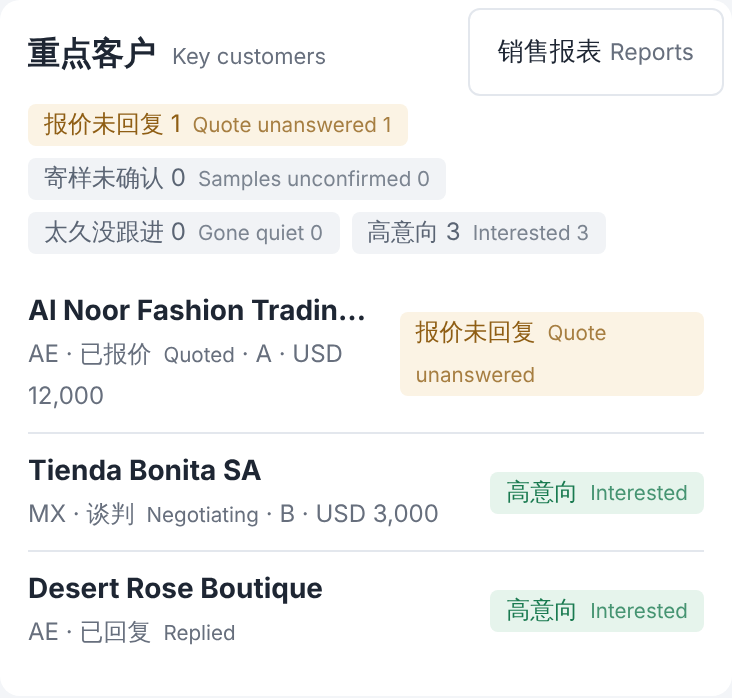 重点客户 Key customers
销售报表 Reports
报价未回复 1 Quote unanswered 1
寄样未确认 0 Samples unconfirmed 0
太久没跟进 0 Gone quiet 0
高意向 3 Interested 3
Al Noor Fashion Tradin...
AE · 已报价 Quoted · A · USD
12,000
报价未回复 Quote
unanswered
Tienda Bonita SA
MX · 谈判 Negotiating · B · USD 3,000
高意向 Interested
Desert Rose Boutique
AE · 已回复 Replied
高意向 Interested